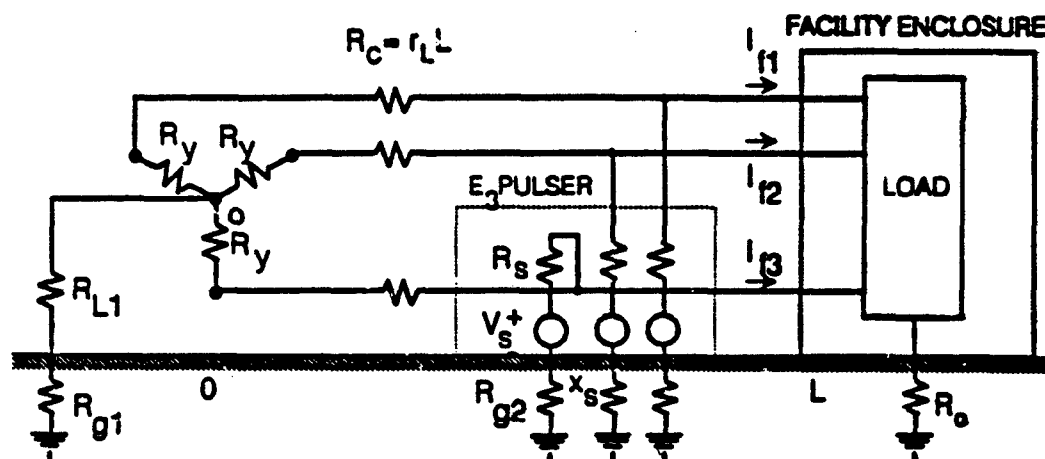 FACILITY ENCLOSURE
R_C = r_L L
I_f1
R_y R_y
I_f2
LOAD
E_3 PULSER
o
R_y
R_s
I_f3
R_L1
V_s +
0
x_s
L
R_g1
R_g2